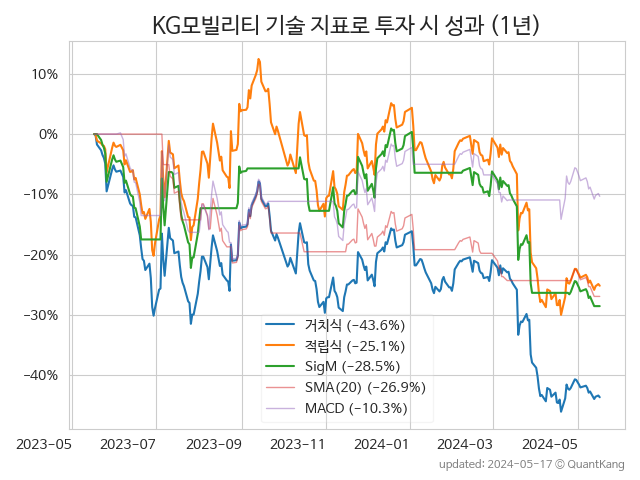 KG모빌리티 기술 지표로 투자 시 성과 (1년)
10%
0%
−10%
−20%
−30%
−40%
거치식 (−43.6%)
적립식 (−25.1%)
SigM (−28.5%)
SMA(20) (−26.9%)
MACD (−10.3%)
2023−05 2023−07 2023−09 2023−11 2024−01 2024−03 2024−05
updated: 2024−05−17 ⓒ QuantKang